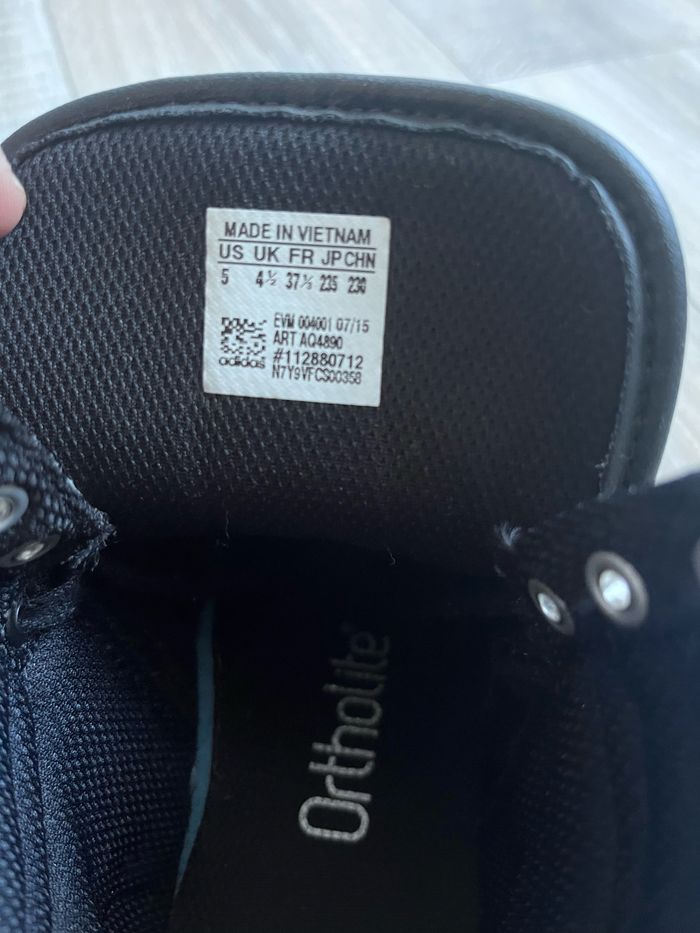 MADE IN VIETNAM
US UK FR JP CHN
5 4½ 37⅓ 235 230
EVM 004001 07/15
ART AQ4890
adidas #112880712
N7Y9VFCS00358
Ortholite®